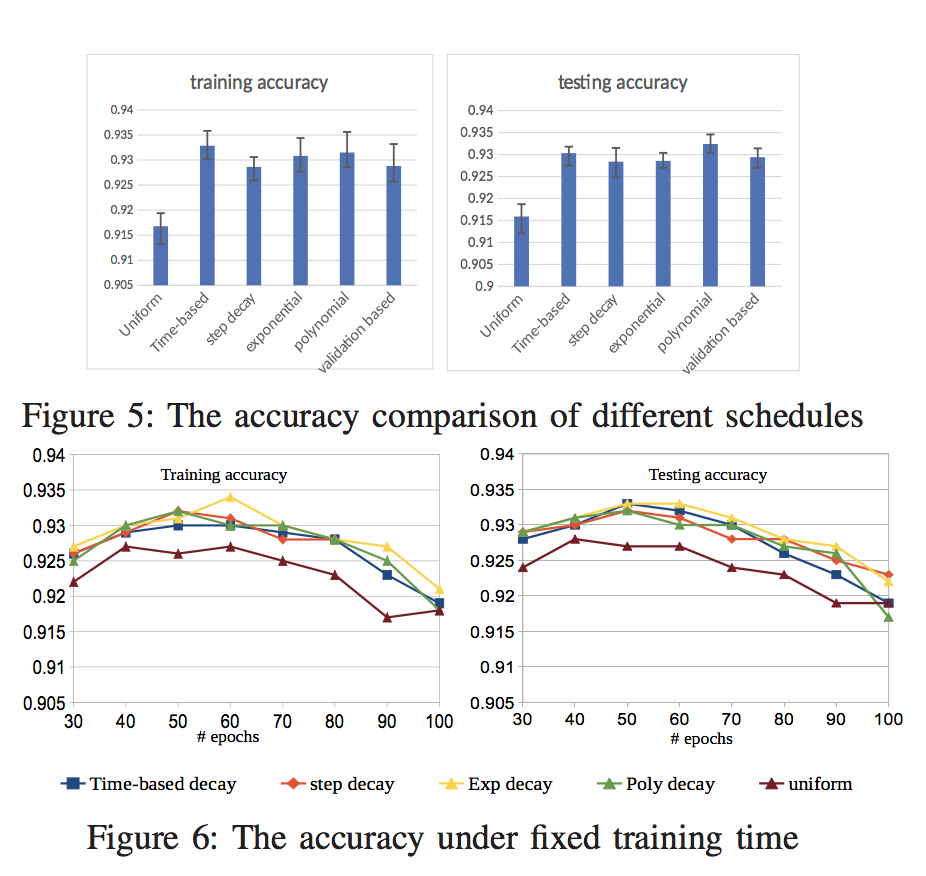 training accuracy
0.94
0.935
0.93
0.925
0.92
0.915
0.91
0.905
Uniform
Time-based
step decay
exponential
polynomial
validation based
testing accuracy
0.94
0.935
0.93
0.925
0.92
0.915
0.91
0.905
0.9
Uniform
Time-based
step decay
exponential
polynomial
validation based
Figure 5: The accuracy comparison of different schedules
Training accuracy
0.94
0.935
0.93
0.925
0.92
0.915
0.91
0.905
30 40 50 60 70 80 90 100
# epochs
Testing accuracy
0.94
0.935
0.93
0.925
0.92
0.915
0.91
0.905
30 40 50 60 70 80 90 100
# epochs
Time-based decay step decay Exp decay Poly decay uniform
Figure 6: The accuracy under fixed training time